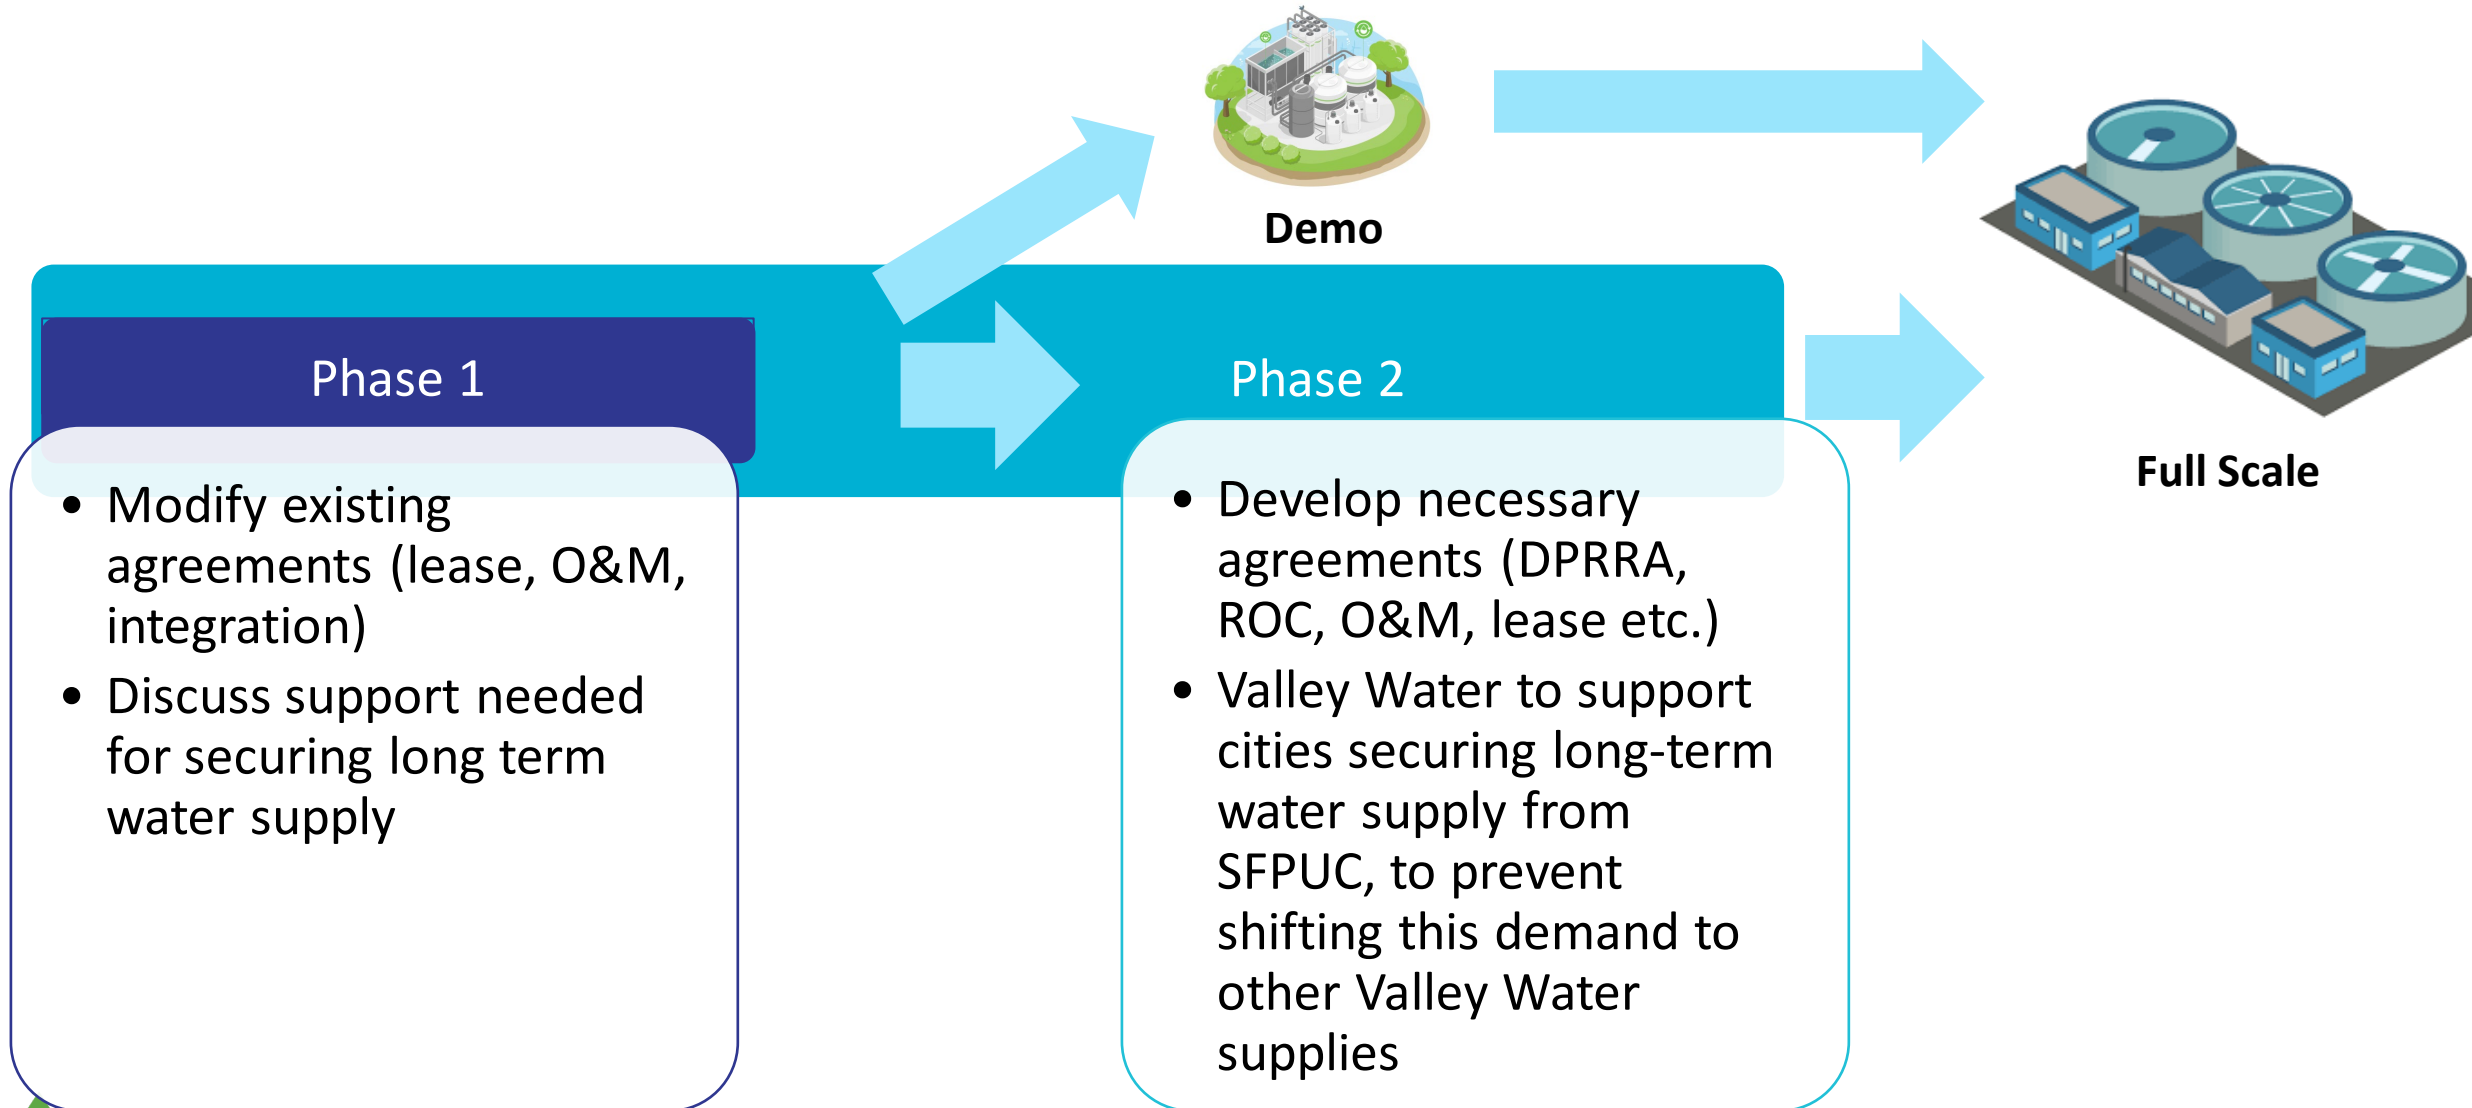 Demo
Full Scale
Phase 1
• Modify existing
agreements (lease, O&M,
integration)
• Discuss support needed
for securing long term
water supply
Phase 2
• Develop necessary
agreements (DPRRA,
ROC, O&M, lease etc.)
• Valley Water to support
cities securing long-term
water supply from
SFPUC, to prevent
shifting this demand to
other Valley Water
supplies